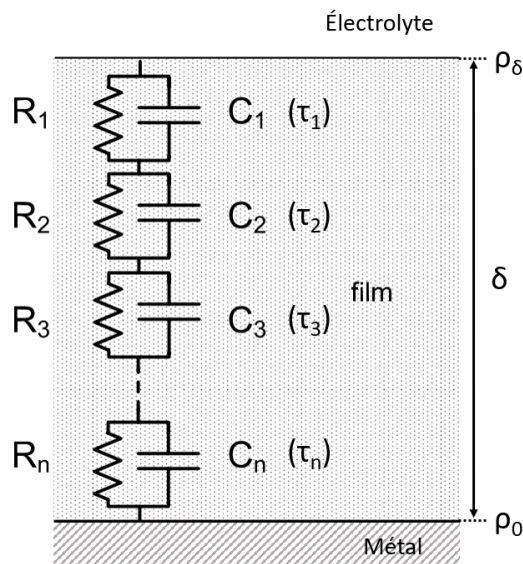 Électrolyte
ρδ
R1 C1 (τ1)
R2 C2 (τ2)
δ
film
R3 C3 (τ3)
Rn Cn (τn)
ρ0
Métal